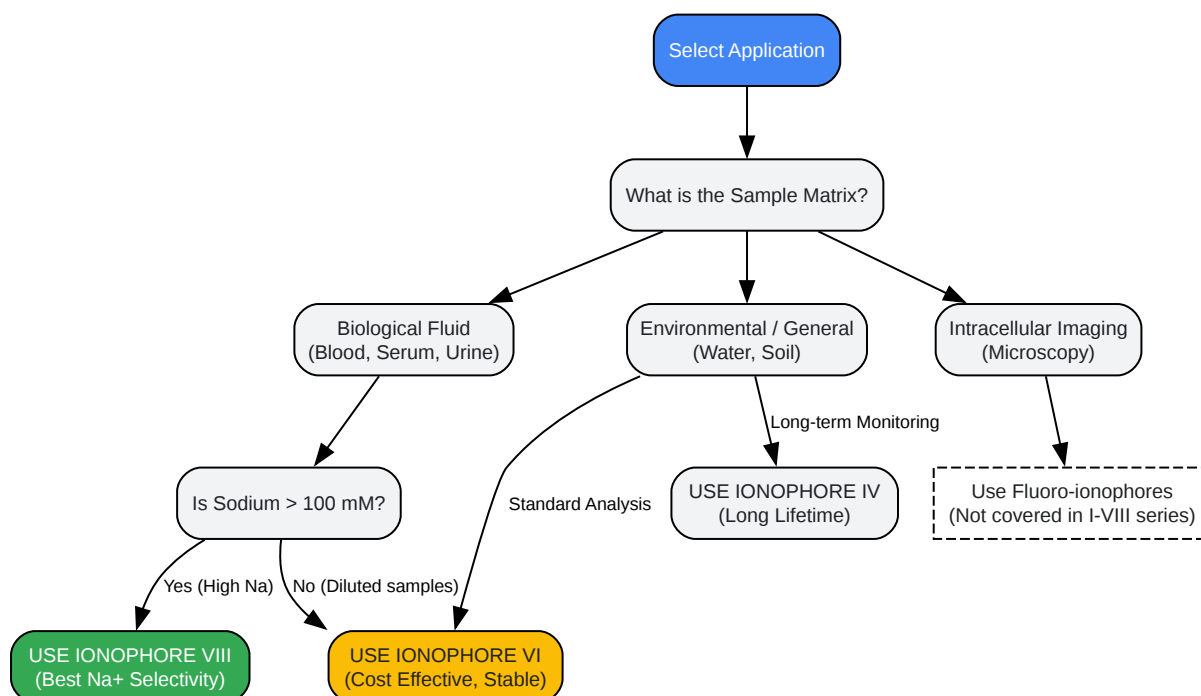 Select Application
What is the Sample Matrix?
Biological Fluid
(Blood, Serum, Urine)
Environmental / General
(Water, Soil)
Intracellular Imaging
(Microscopy)
Long-term Monitoring
Is Sodium > 100 mM?
Standard Analysis
USE IONOPHORE IV
(Long Lifetime)
Use Fluoro-ionophores
(Not covered in I-VIII series)
Yes (High Na)
No (Diluted samples)
USE IONOPHORE VIII
(Best Na+ Selectivity)
USE IONOPHORE VI
(Cost Effective, Stable)